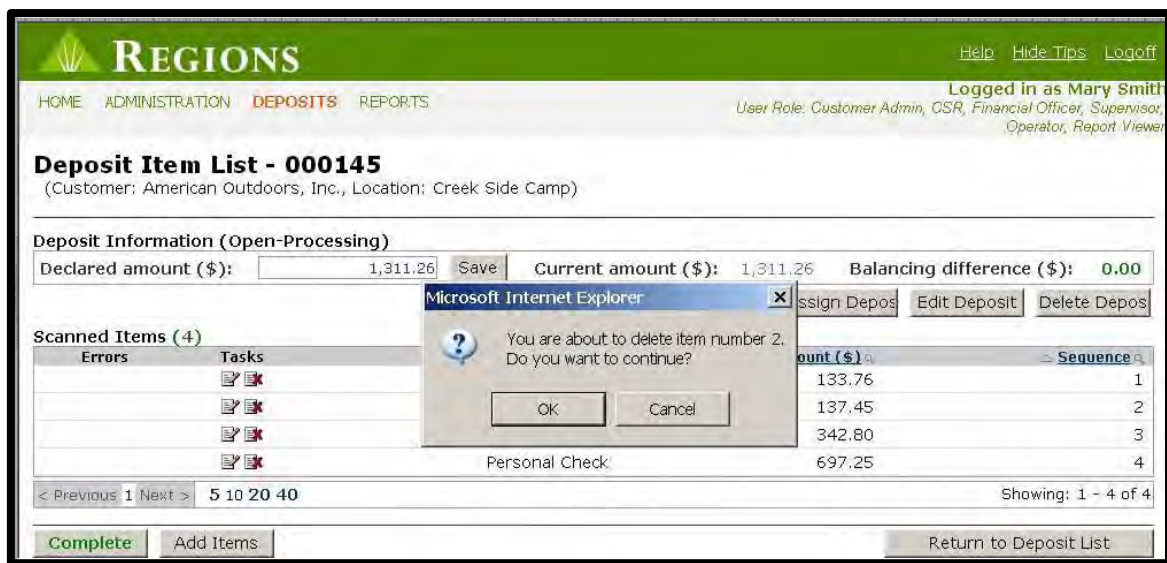 REGIONS
Help Hide Tips Logoff
HOME ADMINISTRATION DEPOSITS REPORTS
Logged in as Mary Smith
User Role: Customer Admin, CSR, Financial Officer, Supervisor,
Operator, Report Viewer
Deposit Item List - 000145
(Customer: American Outdoors, Inc., Location: Creek Side Camp)
Deposit Information (Open-Processing)
Declared amount ($): 1,311.26 Save Current amount ($): 1,311.26 Balancing difference ($): 0.00
ssign Depos Edit Deposit Delete Depos
Microsoft Internet Explorer
You are about to delete item number 2.
Do you want to continue?
OK Cancel
Scanned Items (4)
Errors Tasks ount ($) Sequence
133.76 1
137.45 2
342.80 3
Personal Check 697.25 4
< Previous 1 Next > 5 10 20 40 Showing: 1 - 4 of 4
Complete Add Items Return to Deposit List